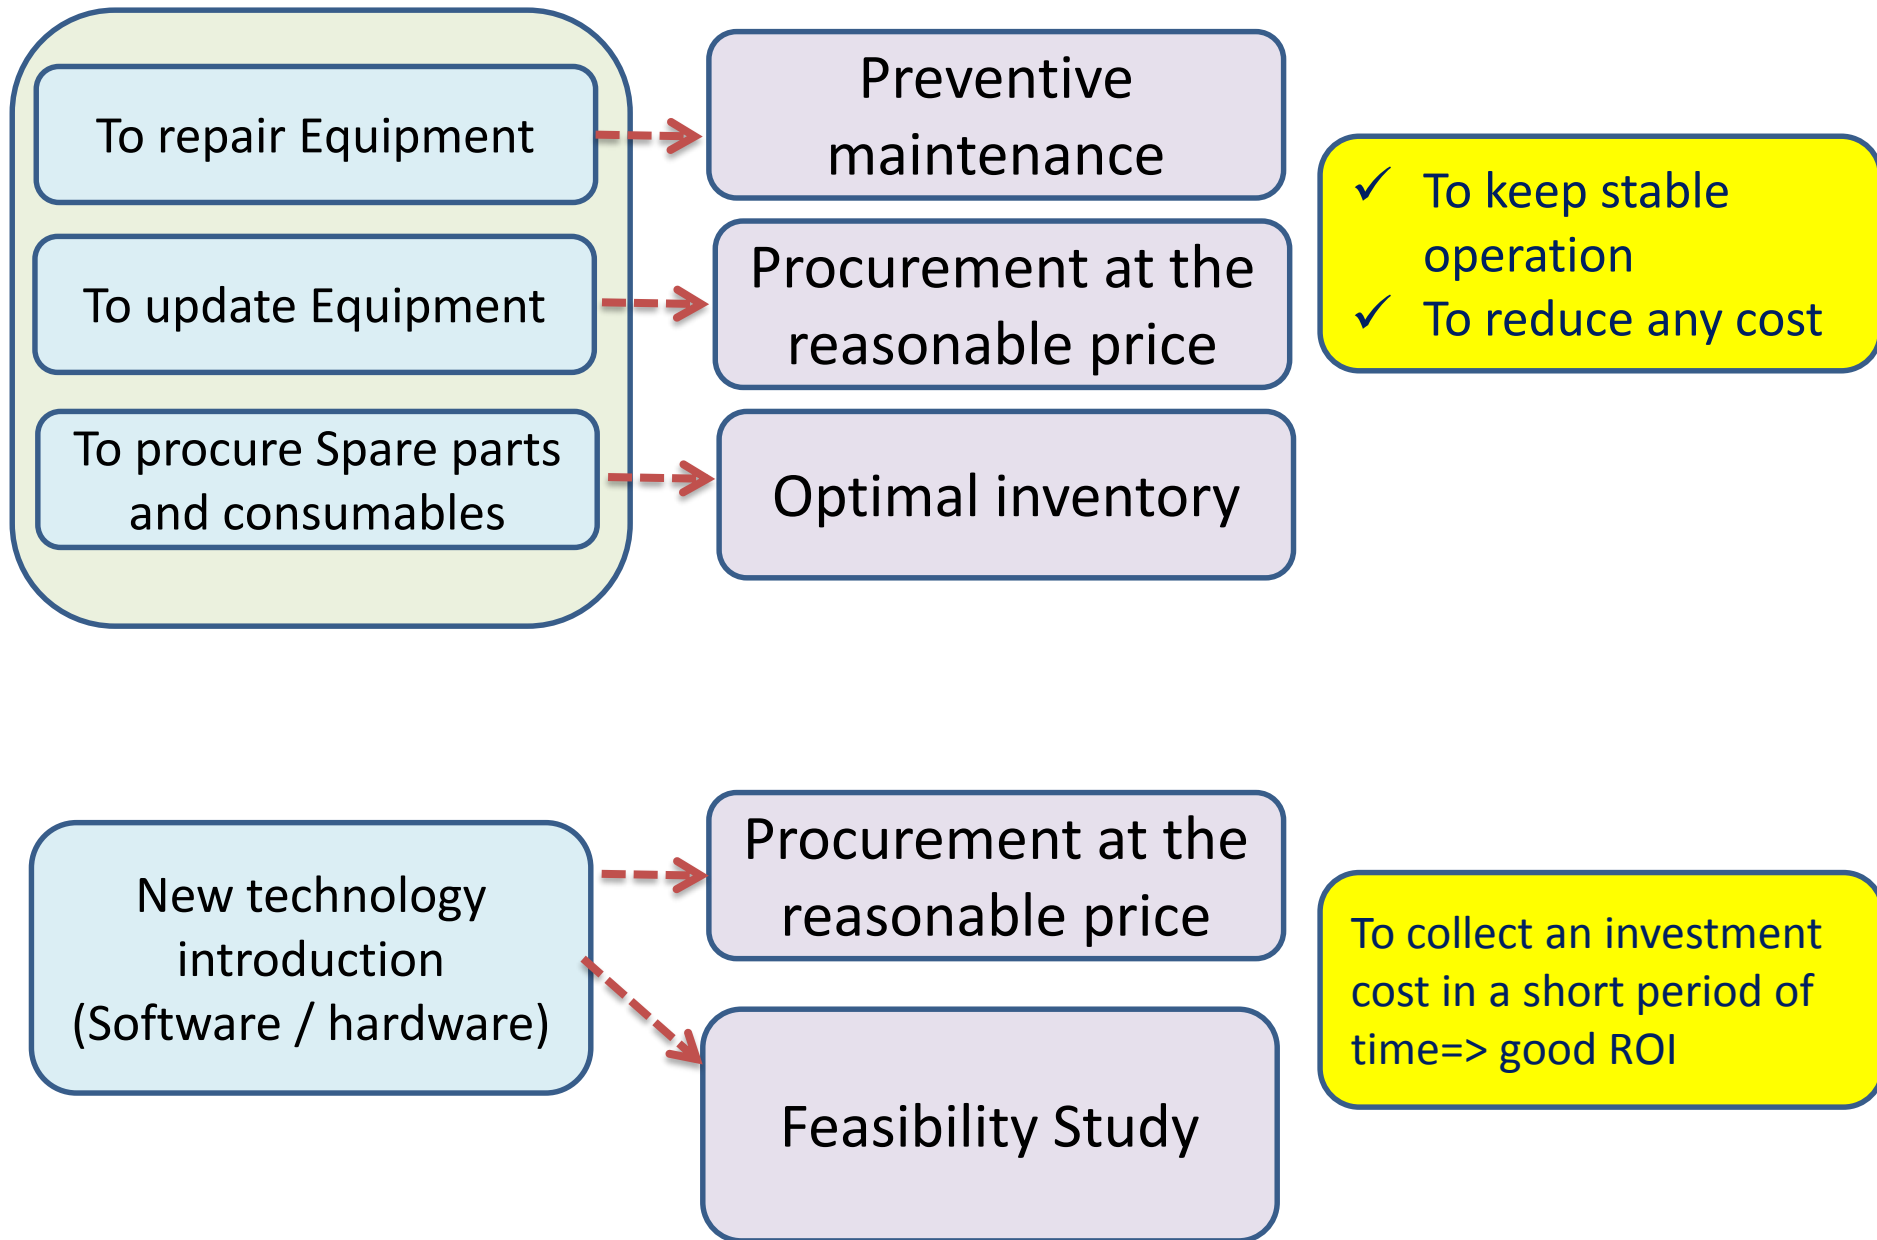 To repair Equipment
Preventive
maintenance
To update Equipment
Procurement at the
reasonable price
✓ To keep stable
operation
✓ To reduce any cost
To procure Spare parts
and consumables
Optimal inventory
New technology
introduction
(Software / hardware)
Procurement at the
reasonable price
Feasibility Study
To collect an investment
cost in a short period of
time=> good ROI